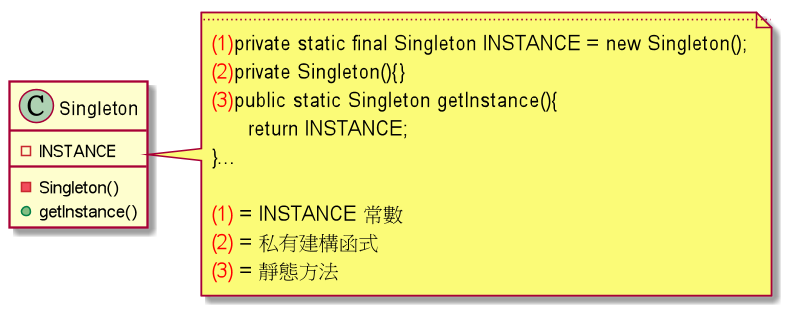 C Singleton
INSTANCE
Singleton()
getInstance()
(1)private static final Singleton INSTANCE = new Singleton();
(2)private Singleton(){}
(3)public static Singleton getInstance(){
return INSTANCE;
}...
(1) = INSTANCE 常數
(2) = 私有建構函式
(3) = 靜態方法